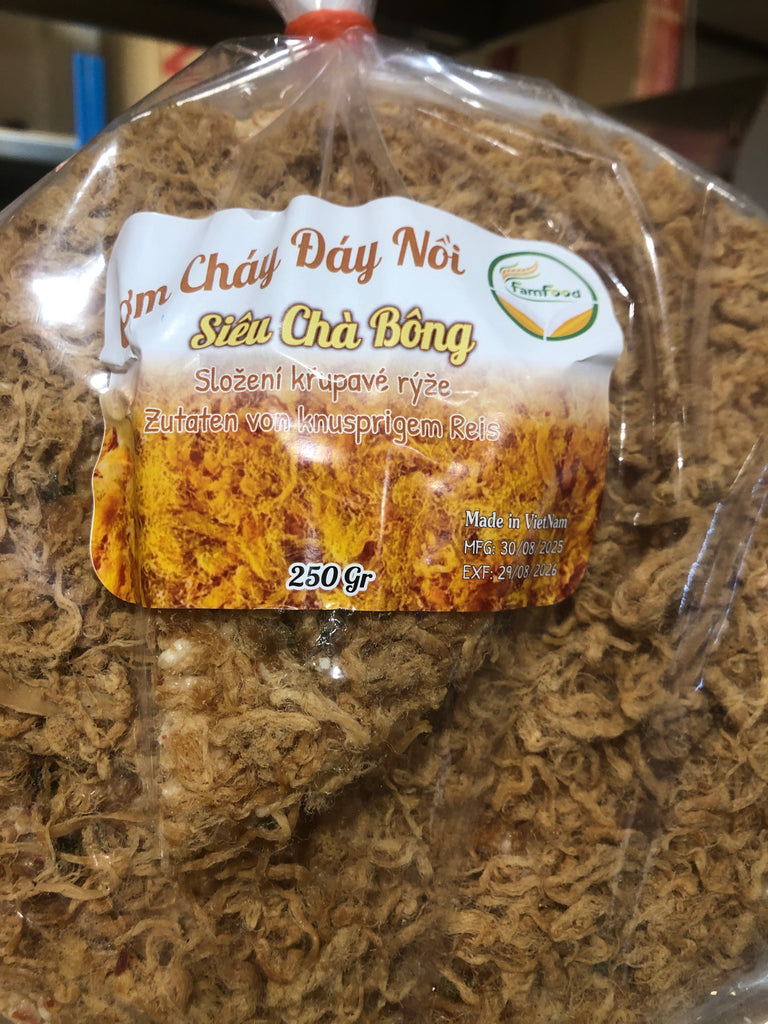 ơm Cháy Đáy Nồi
FarnFood
Siêu Chà Bông
Složení křupavé rýže
Zutaten von knusprigem Reis
Made in VietNam
MFG: 30/08/2025
EXF: 29/08/2026
250 Gr